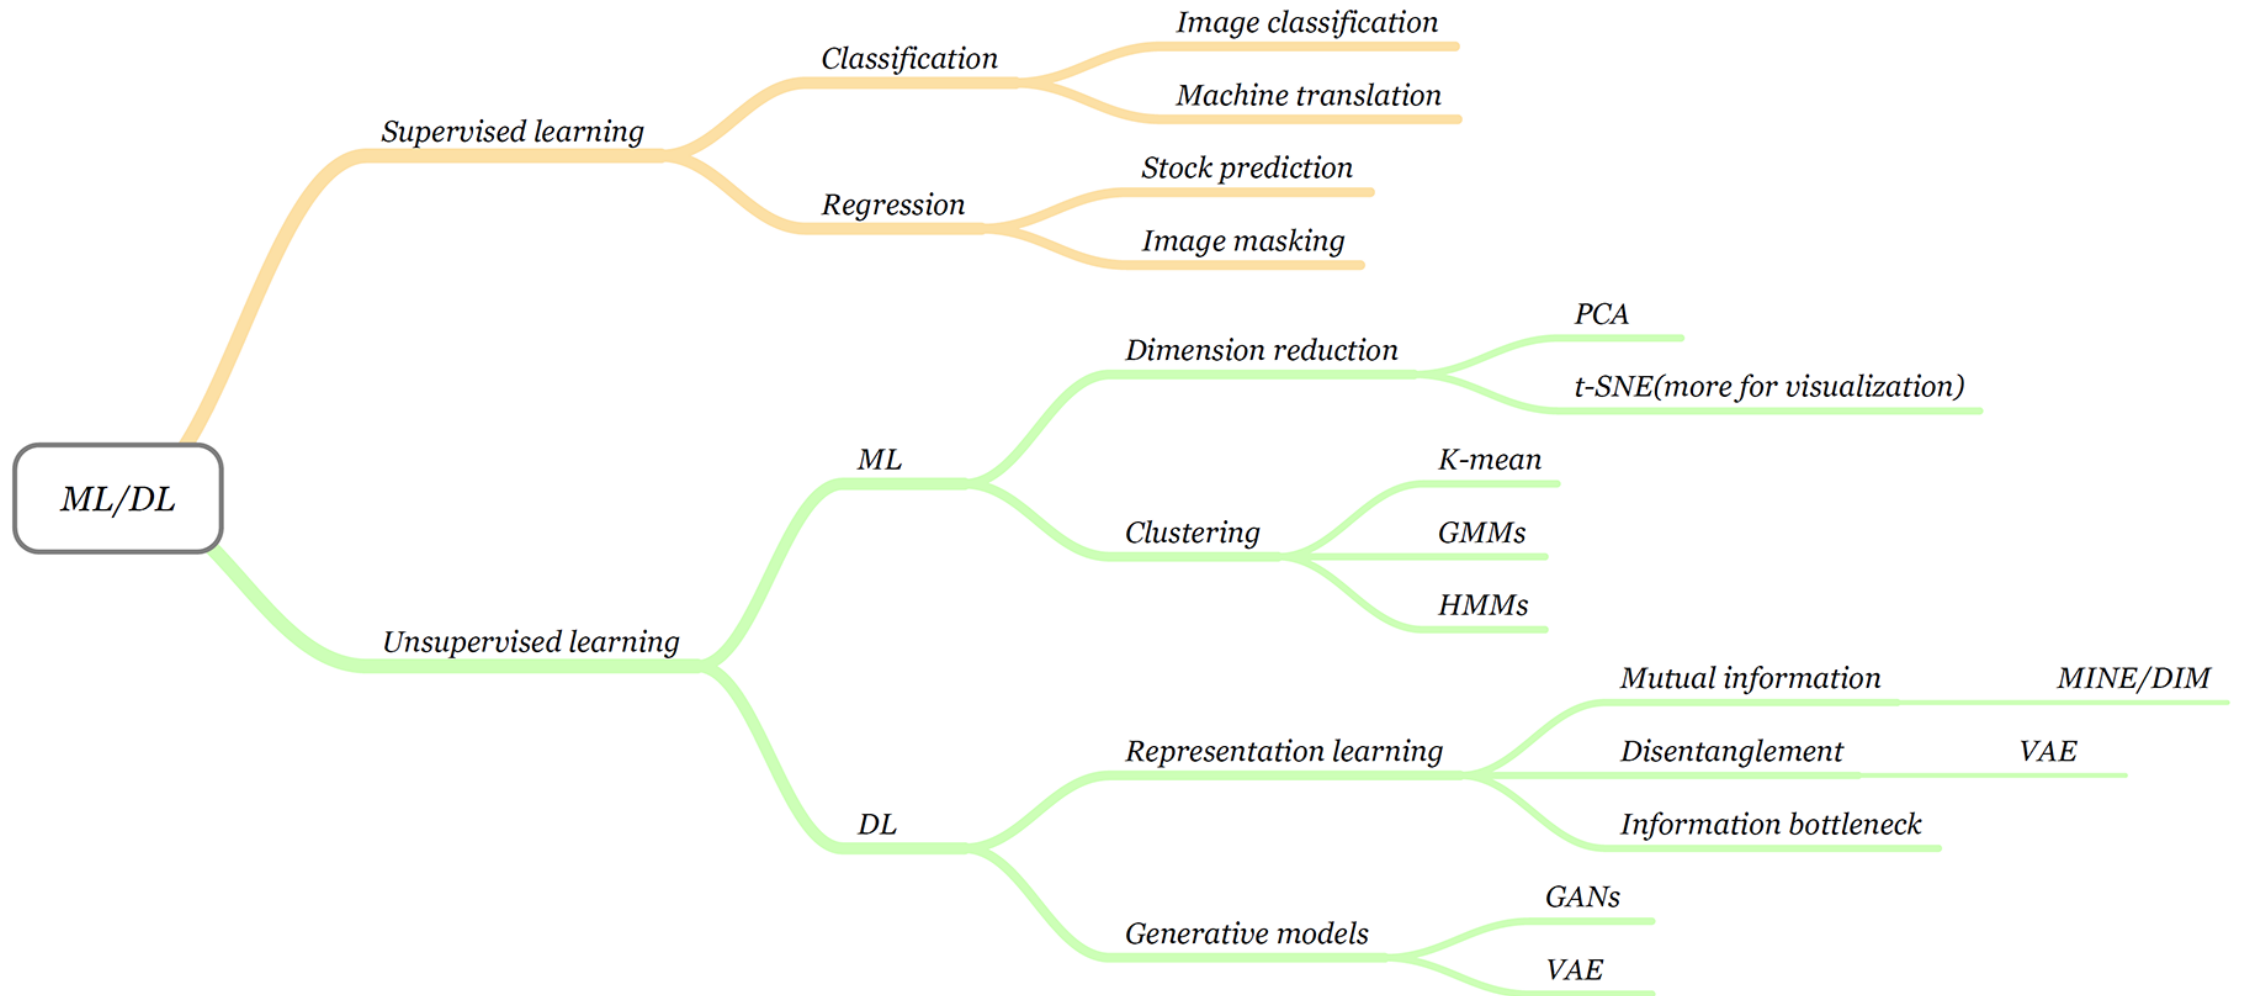 Image classification
Classification
Machine translation
Supervised learning
Stock prediction
Regression
Image masking
PCA
Dimension reduction
t-SNE(more for visualization)
ML
K-mean
ML/DL
Clustering
GMMs
HMMs
Unsupervised learning
Mutual information
MINE/DIM
Representation learning
Disentanglement
VAE
DL
Information bottleneck
GANs
Generative models
VAE